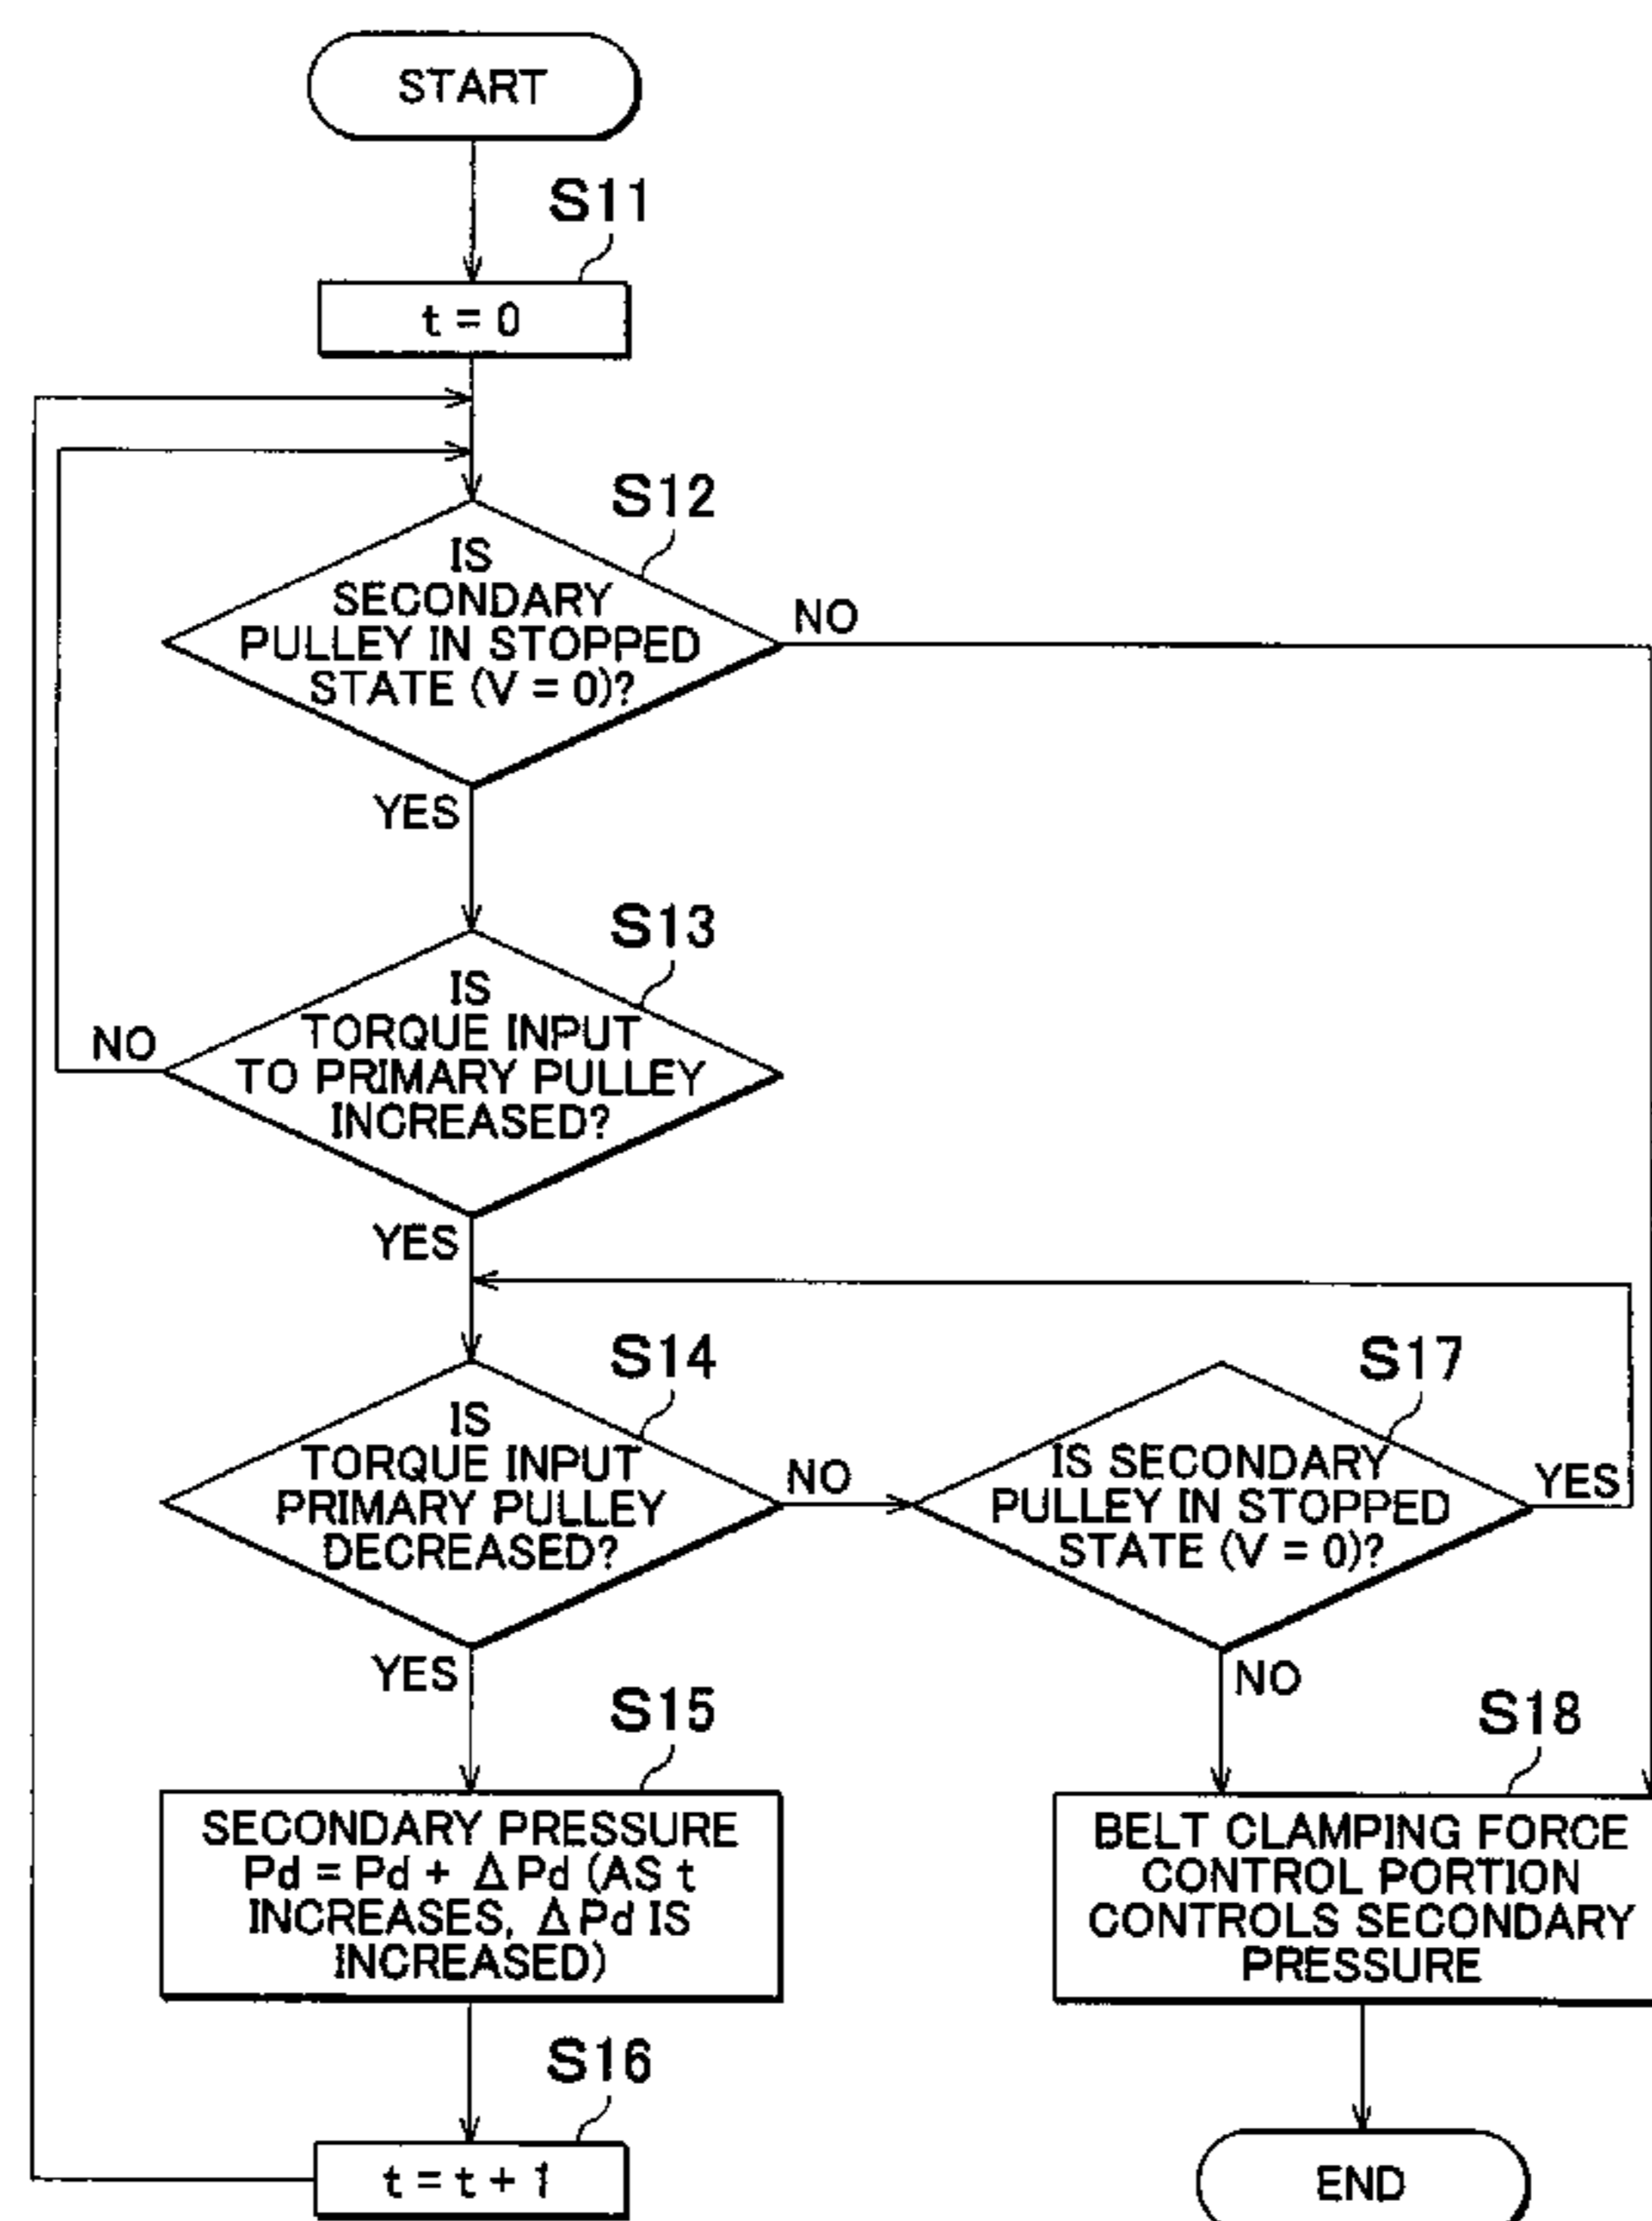 START
S11
t = 0
S12
IS
SECONDARY
PULLEY IN STOPPED
STATE (V = 0)?
NO
YES
S13
IS
TORQUE INPUT
TO PRIMARY PULLEY
INCREASED?
NO
YES
S14
IS
TORQUE INPUT
PRIMARY PULLEY
DECREASED?
NO
YES
S17
IS SECONDARY
PULLEY IN STOPPED
STATE (V = 0)?
YES
NO
S15
SECONDARY PRESSURE
Pd = Pd + Δ Pd (AS t
INCREASES, Δ Pd IS
INCREASED)
S18
BELT CLAMPING FORCE
CONTROL PORTION
CONTROLS SECONDARY
PRESSURE
S16
t = t + 1
END